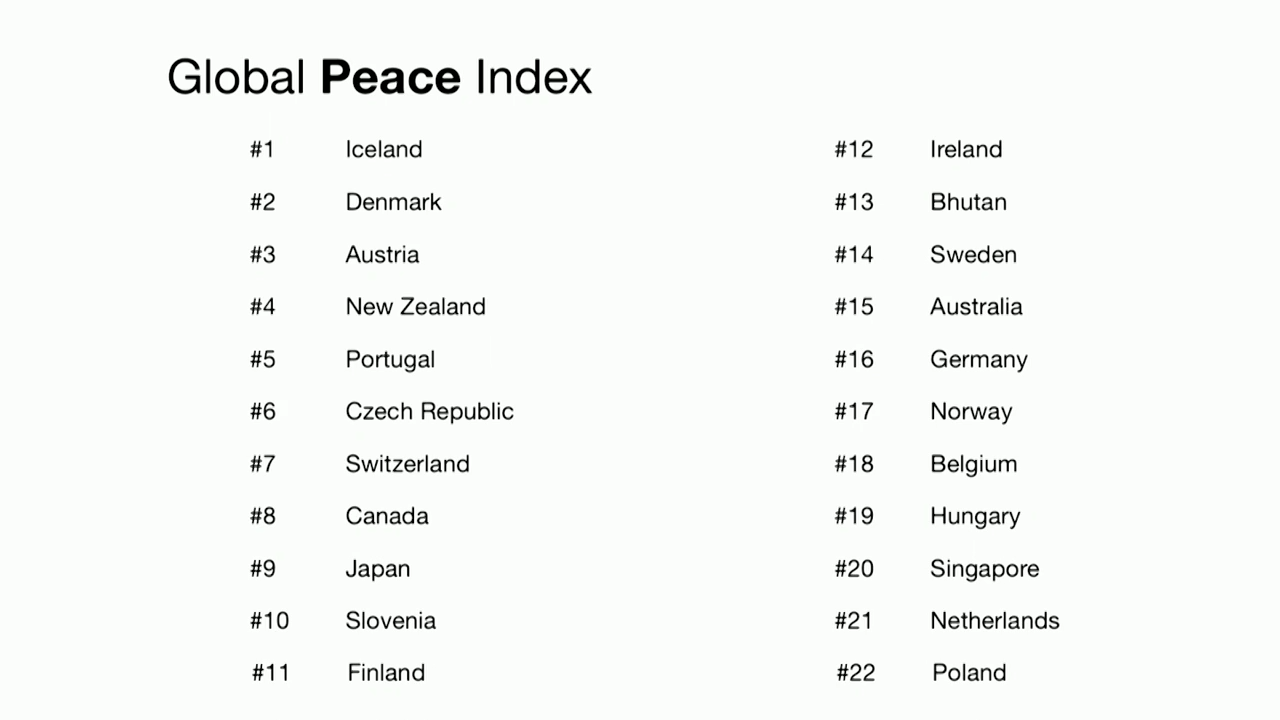 Global Peace Index
#1 Iceland
#2 Denmark
#3 Austria
#4 New Zealand
#5 Portugal
#6 Czech Republic
#7 Switzerland
#8 Canada
#9 Japan
#10 Slovenia
#11 Finland
#12 Ireland
#13 Bhutan
#14 Sweden
#15 Australia
#16 Germany
#17 Norway
#18 Belgium
#19 Hungary
#20 Singapore
#21 Netherlands
#22 Poland